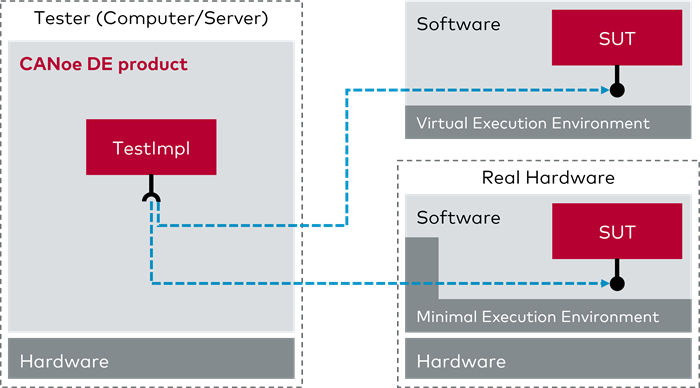 Tester (Computer/Server)
CANoe DE product
TestImpl
Hardware
Software
SUT
Virtual Execution Environment
Real Hardware
Software
SUT
Minimal Execution Environment
Hardware